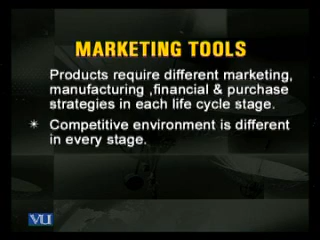 MARKETING TOOLS
Products require different marketing,
manufacturing ,financial & purchase
strategies in each life cycle stage.
✴ Competitive environment is different
in every stage.
VU